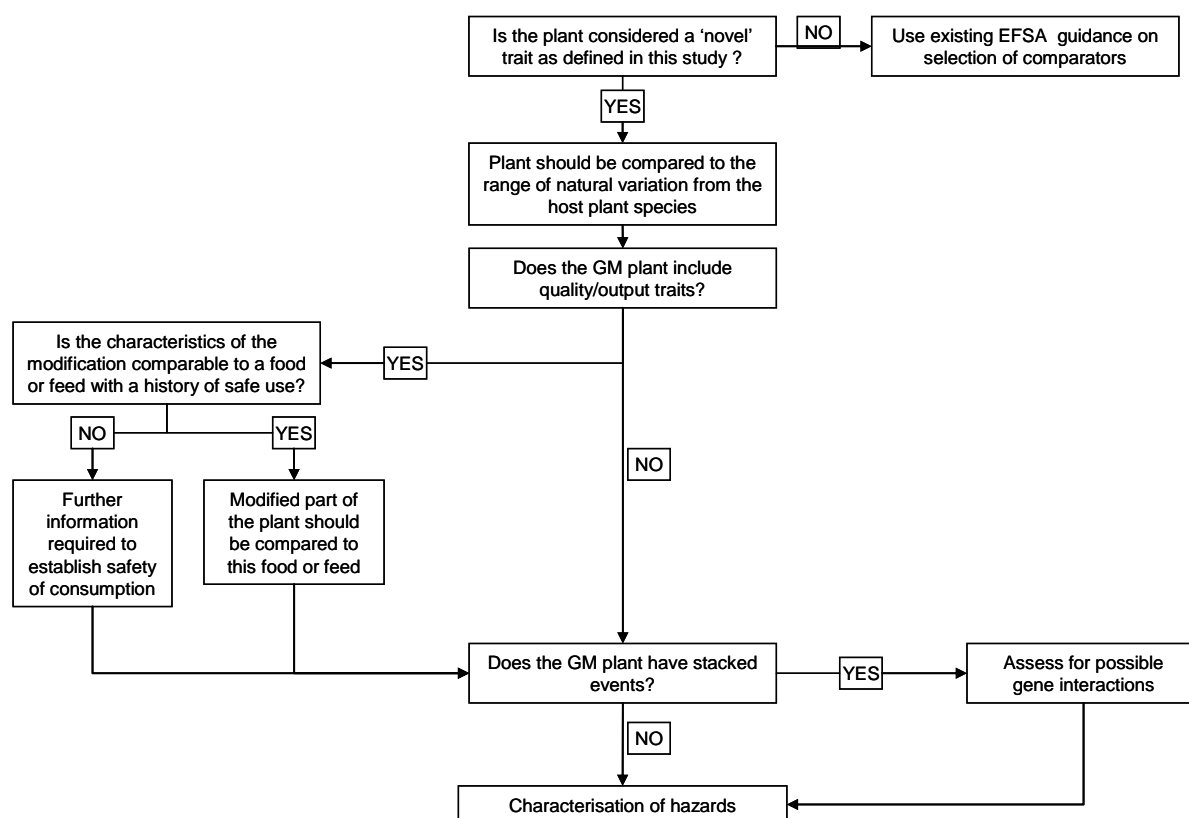 Is the plant considered a ‘novel’
trait as defined in this study ?
NO
Use existing EFSA guidance on
selection of comparators
YES
Plant should be compared to the
range of natural variation from the
host plant species
Does the GM plant include
quality/output traits?
Is the characteristics of the
modification comparable to a food
or feed with a history of safe use?
YES
NO
YES
NO
Further
information
required to
establish safety
of consumption
Modified part of
the plant should
be compared to
this food or feed
Does the GM plant have stacked
events?
YES
Assess for possible
gene interactions
NO
Characterisation of hazards